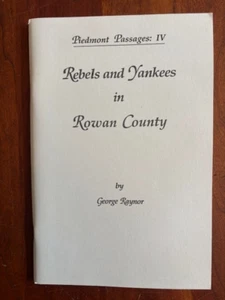 Piedmont Passages: IV
Rebels and Yankees
in
Rowan County
by
George Raynor